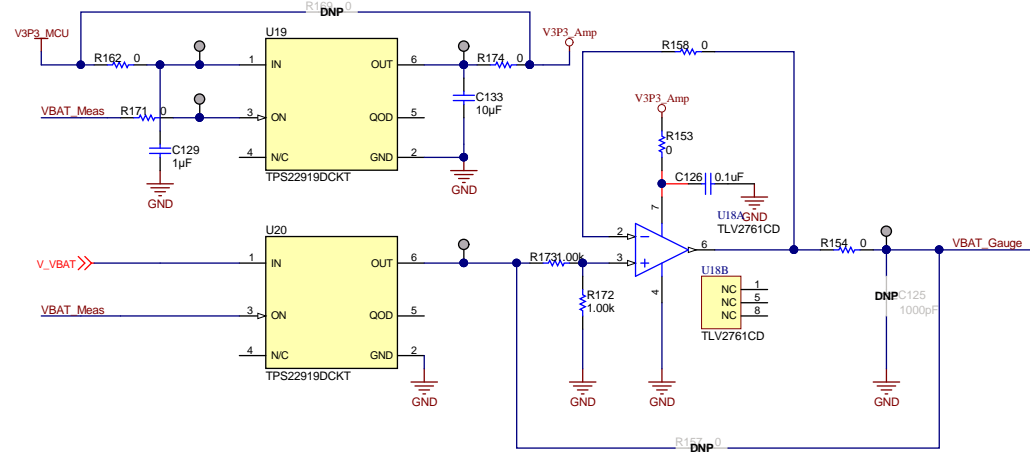 R169 0
DNP
V3P3_MCU
U19
V3P3_Amp
R158 0
R162 0
1 IN
OUT 6
R174 0
V3P3_Amp
VBAT_Meas
R171 0
3 ON
QOD 5
C133
10µF
R153
0
C129
1µF
4 N/C
GND 2
TPS22919DCKT
C126 0.1uF
GND
GND
7
U18A
GND
TLV2761CD
U20
2
6
R154 0
VBAT_Gauge
V_VBAT
1 IN
OUT 6
R173 1.00k
3
U18B
VBAT_Meas
3 ON
QOD 5
R172
1.00k
4
NC 1
NC 5
NC 8
DNP
C125
1000pF
4 N/C
GND 2
TLV2761CD
TPS22919DCKT
GND
GND
GND
GND
R157 0
DNP